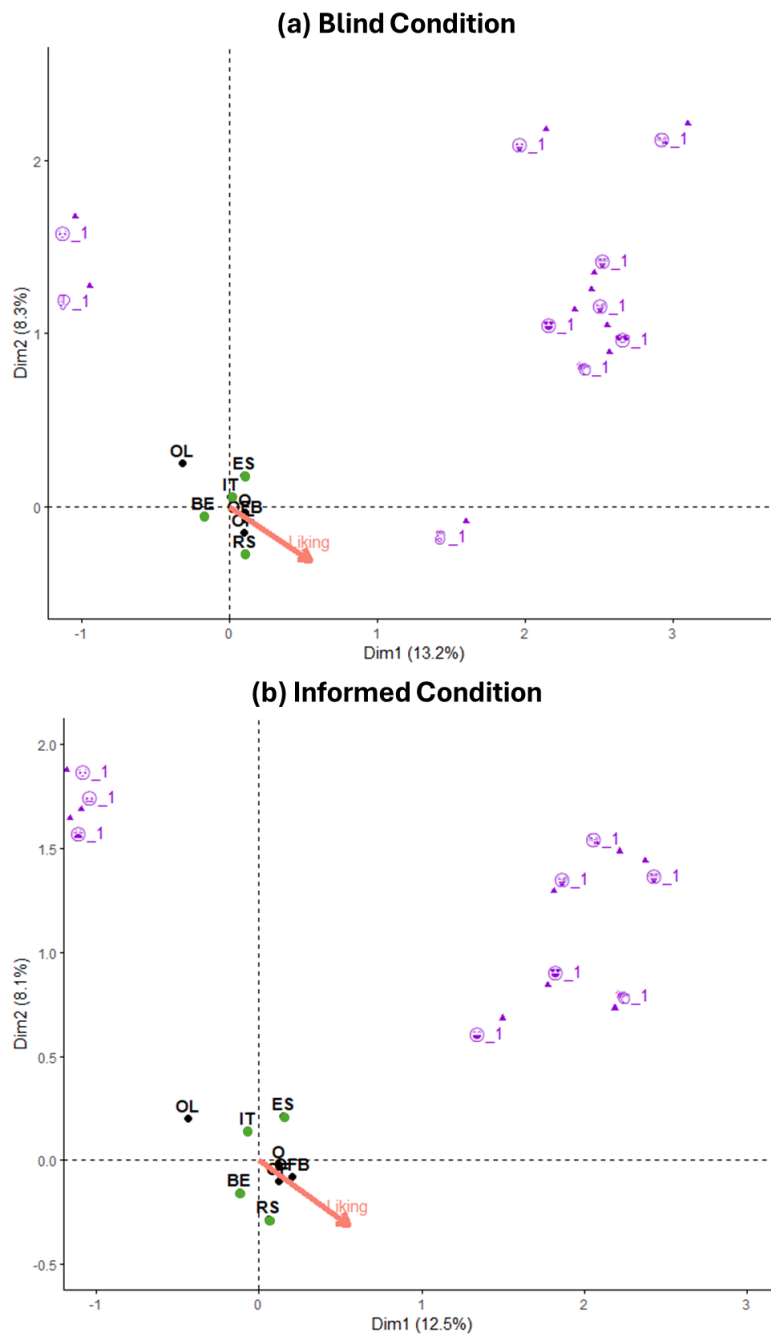 (a) Blind Condition
2
1
0
Dim2 (8.3%)
_1
_1
_1
_1
_1
_1
_1
_1
_1
_1
OL
ES
IT
BE
RS
Liking
-1
0
1
2
3
Dim1 (13.2%)
(b) Informed Condition
2.0
1.5
1.0
0.5
0.0
-0.5
Dim2 (8.1%)
_1
_1
_1
_1
_1
_1
_1
_1
_1
OL
IT
ES
O
FB
BE
RS
Liking
-1
0
1
2
3
Dim1 (12.5%)